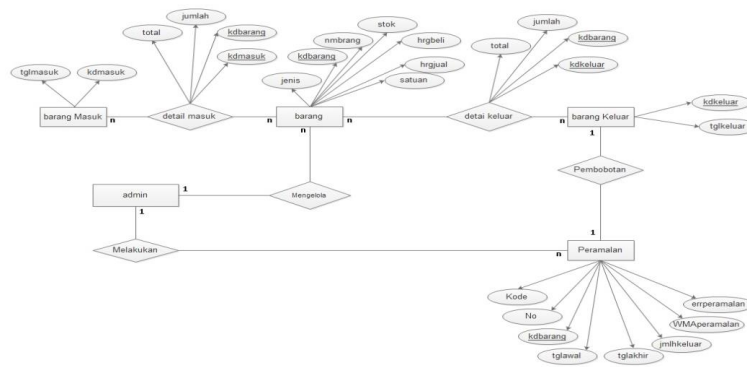 jumlah
total
kdbarang
kdmasuk
tglmasuk
kdmasuk
barang Masuk
n
detail masuk
n
stok
nmbrang
hrgbeli
kdbarang
hrgjual
jenis
satuan
barang
n
n
jumlah
total
kdbarang
kdkeluar
detai keluar
n
barang Keluar
1
kdkeluar
tglkeluar
Pembobotan
admin
1
1
Mengelola
Melakukan
n
1
Peramalan
Kode
No
kdbarang
tglawal
tglakhir
jmlhkeluar
WMAperamalan
errperamalan